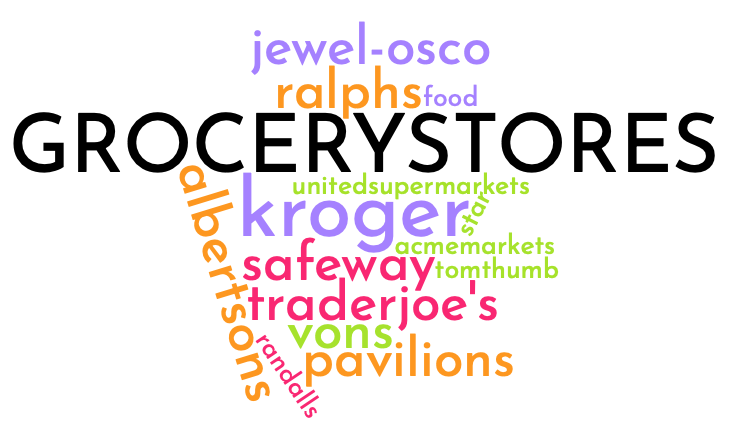 jewel-osco
ralphs
food
GROCERYSTORES
albertsons
unitedsupermarkets
kroger
star
acmemarkets
safeway
tomthumb
traderjoe's
vons
randalls
pavilions